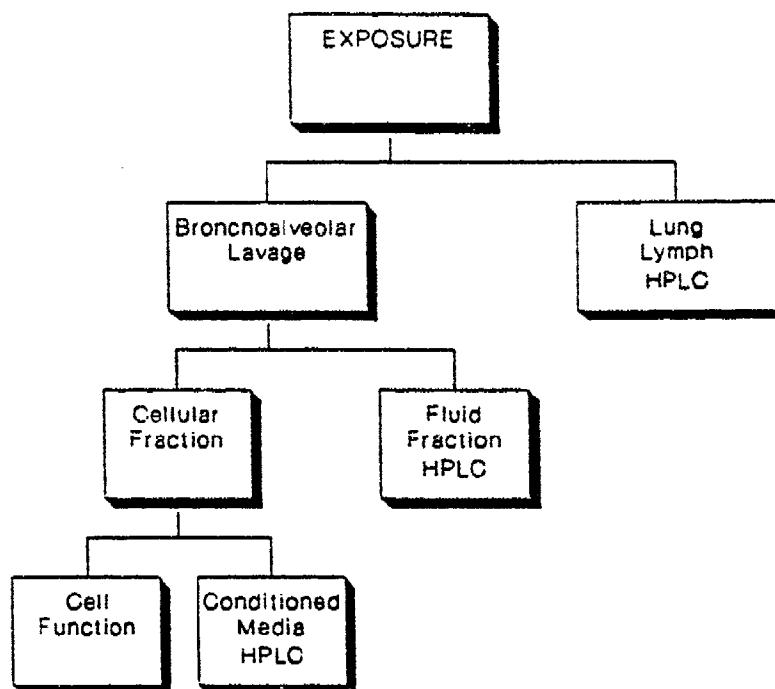 EXPOSURE
Broncnoalveolar
Lavage
Lung
Lymph
HPLC
Cellular
Fraction
Fluid
Fraction
HPLC
Cell
Function
Conditioned
Media
HPLC